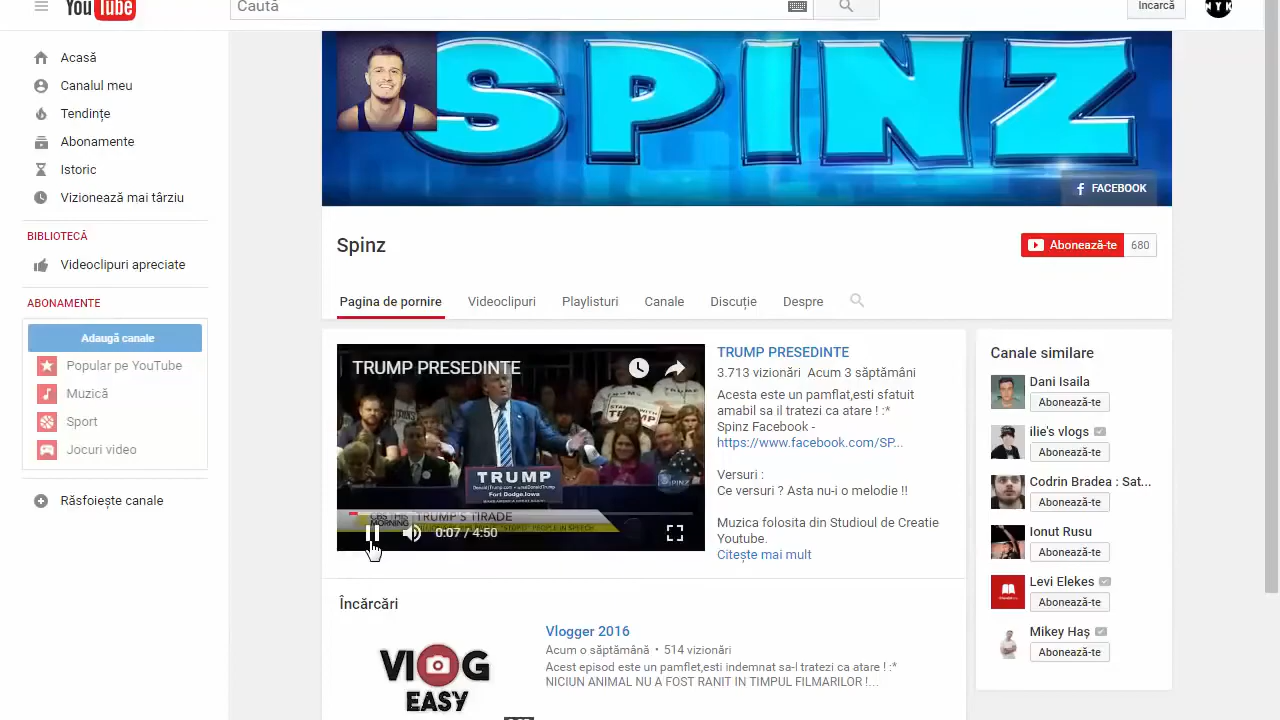 YouTube
Caută
Încarcă
NYK
Acasă
Canalul meu
Tendințe
Abonamente
Istoric
Vizionează mai târziu
BIBLIOTECĂ
Videoclipuri apreciate
ABONAMENTE
Adaugă canale
Popular pe YouTube
Muzică
Sport
Jocuri video
Răsfoiește canale
SPINZ
FACEBOOK
Spinz
Abonează-te 680
Pagina de pornire Videoclipuri Playlisturi Canale Discuție Despre
TRUMP PRESEDINTE
TRUMP
Fort Dodge, Iowa
SPINZ
CBS THIS MORNING
TRUMP'S TIRADE
0:07 / 4:50
TRUMP PRESEDINTE
3.713 vizionări Acum 3 săptămâni
Acesta este un pamflat,esti sfatuit
amabil sa il tratezi ca atare ! :*
Spinz Facebook -
https://www.facebook.com/SP...
Versuri :
Ce versuri ? Asta nu-i o melodie !!
Muzica folosita din Studioul de Creatie
Youtube.
Citește mai mult
Canale similare
Dani Isaila
Abonează-te
ilie's vlogs
Abonează-te
Codrin Bradea : Sat...
Abonează-te
Ionut Rusu
Abonează-te
Levi Elekes
Abonează-te
Mikey Haș
Abonează-te
Încărcări
VLOG
EASY
Vlogger 2016
Acum o săptămână • 514 vizionări
Acest episod este un pamflet,esti indemnat sa-l tratezi ca atare ! :*
NICIUN ANIMAL NU A FOST RANIT IN TIMPUL FILMARILOR !...